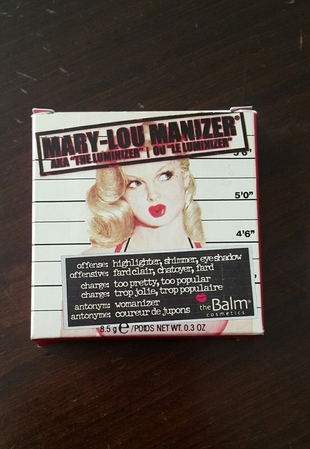 MARY-LOU MANIZER®
AKA "THE LUMINIZER" | OU "LE LUMINIZER"
5'0"
4'6"
offense: highlighter, shimmer, eyeshadow
offensive: fard clair, chatoyer, fard
charge: too pretty, too popular
charge: trop jolie, trop populaire
antonym: womanizer
antonyme: coureur de jupons
theBalm®
cosmetics
8.5 g e /POIDS NET WT. 0.3 OZ